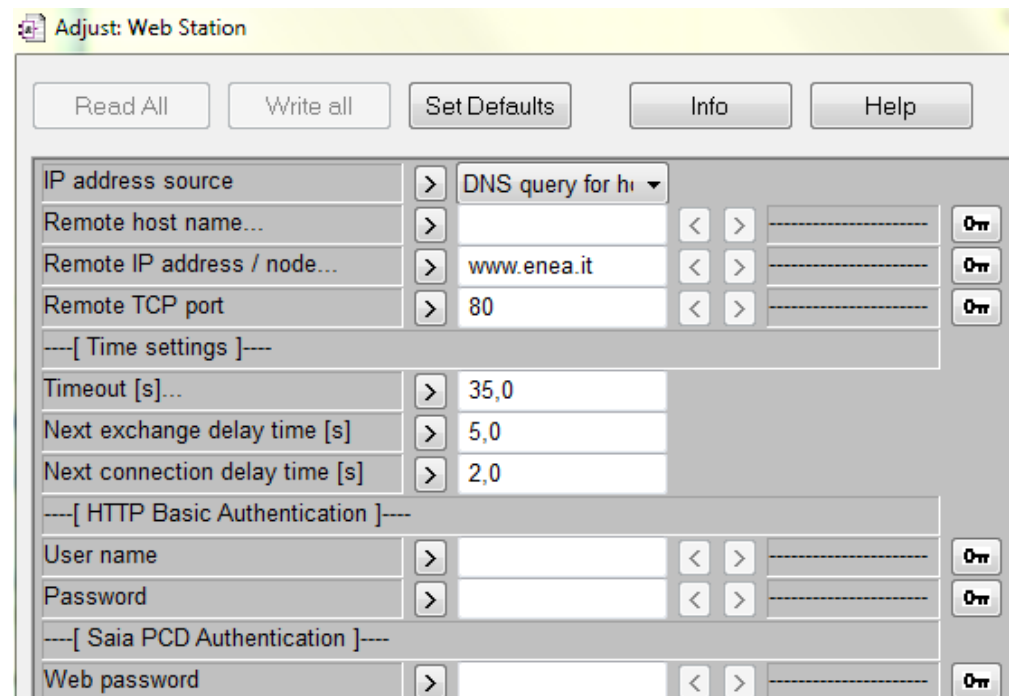 Adjust: Web Station
Read All Write all Set Defaults Info Help
IP address source > DNS query for h
Remote host name... > < > --------------------
Remote IP address / node... > www.enea.it < > --------------------
Remote TCP port > 80 < > --------------------
----[ Time settings ]----
Timeout [s]... > 35,0
Next exchange delay time [s] > 5,0
Next connection delay time [s] > 2,0
----[ HTTP Basic Authentication ]----
User name > < > --------------------
Password > < > --------------------
----[ Saia PCD Authentication ]----
Web password > < > --------------------